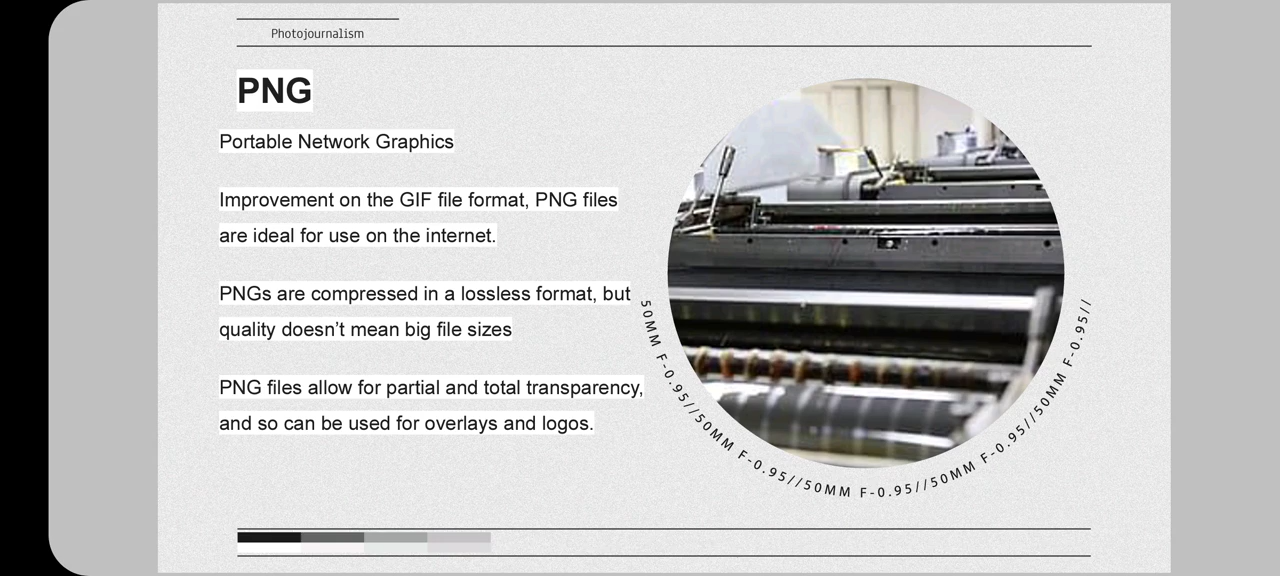 Photojournalism
PNG
Portable Network Graphics
Improvement on the GIF file format, PNG files
are ideal for use on the internet.
PNGs are compressed in a lossless format, but
quality doesn’t mean big file sizes
PNG files allow for partial and total transparency,
and so can be used for overlays and logos.
50MM F-0.95//50MM F-0.95//50MM F-0.95//50MM F-0.95//50MM F-0.95//